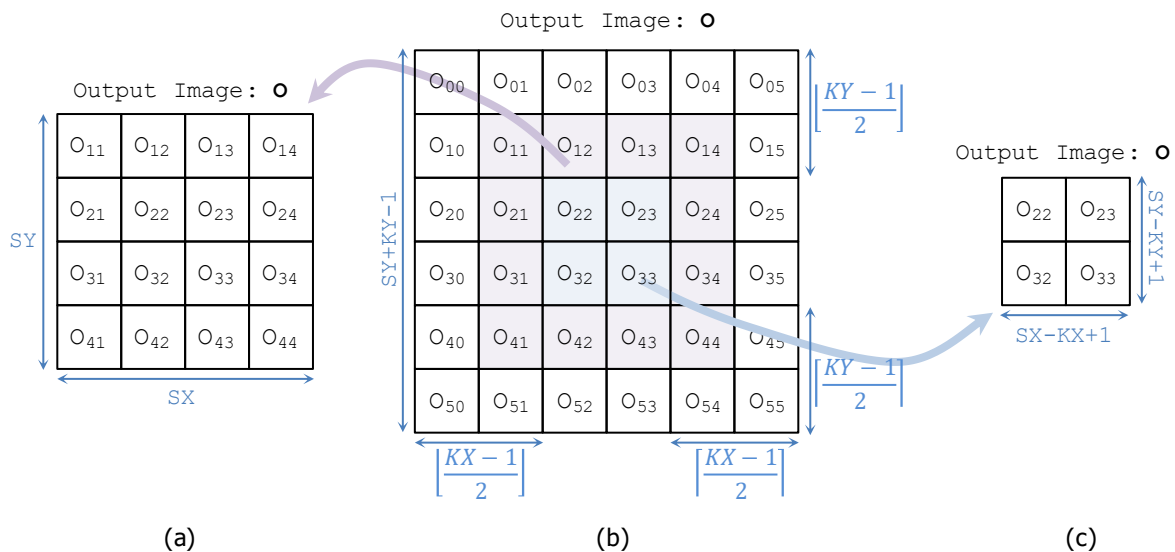 Output Image: O
O₁₁ O₁₂ O₁₃ O₁₄
O₂₁ O₂₂ O₂₃ O₂₄
O₃₁ O₃₂ O₃₃ O₃₄
O₄₁ O₄₂ O₄₃ O₄₄
SY
SX
(a)
Output Image: O
O₀₀ O₀₁ O₀₂ O₀₃ O₀₄ O₀₅
O₁₀ O₁₁ O₁₂ O₁₃ O₁₄ O₁₅
O₂₀ O₂₁ O₂₂ O₂₃ O₂₄ O₂₅
O₃₀ O₃₁ O₃₂ O₃₃ O₃₄ O₃₅
O₄₀ O₄₁ O₄₂ O₄₃ O₄₄ O₄₅
O₅₀ O₅₁ O₅₂ O₅₃ O₅₄ O₅₅
SY+KY-1
⌊(KY − 1)/2⌋
⌈(KY − 1)/2⌉
⌊(KX − 1)/2⌋
⌈(KX − 1)/2⌉
(b)
Output Image: O
O₂₂ O₂₃
O₃₂ O₃₃
SY-KY+1
SX-KX+1
(c)